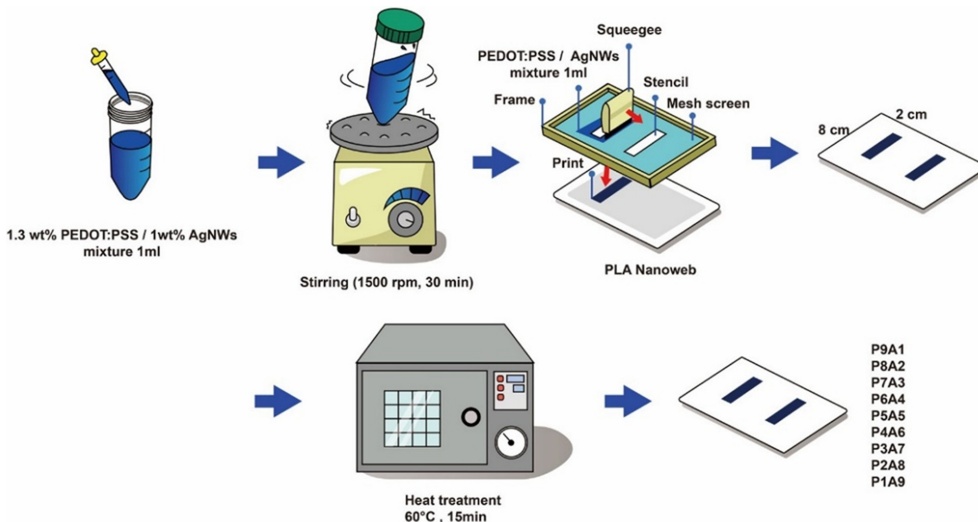 1.3 wt% PEDOT:PSS / 1wt% AgNWs
mixture 1ml
Stirring (1500 rpm, 30 min)
Squeegee
PEDOT:PSS / AgNWs
mixture 1ml
Stencil
Frame
Mesh screen
Print
PLA Nanoweb
8 cm
2 cm
Heat treatment
60°C , 15min
P9A1
P8A2
P7A3
P6A4
P5A5
P4A6
P3A7
P2A8
P1A9